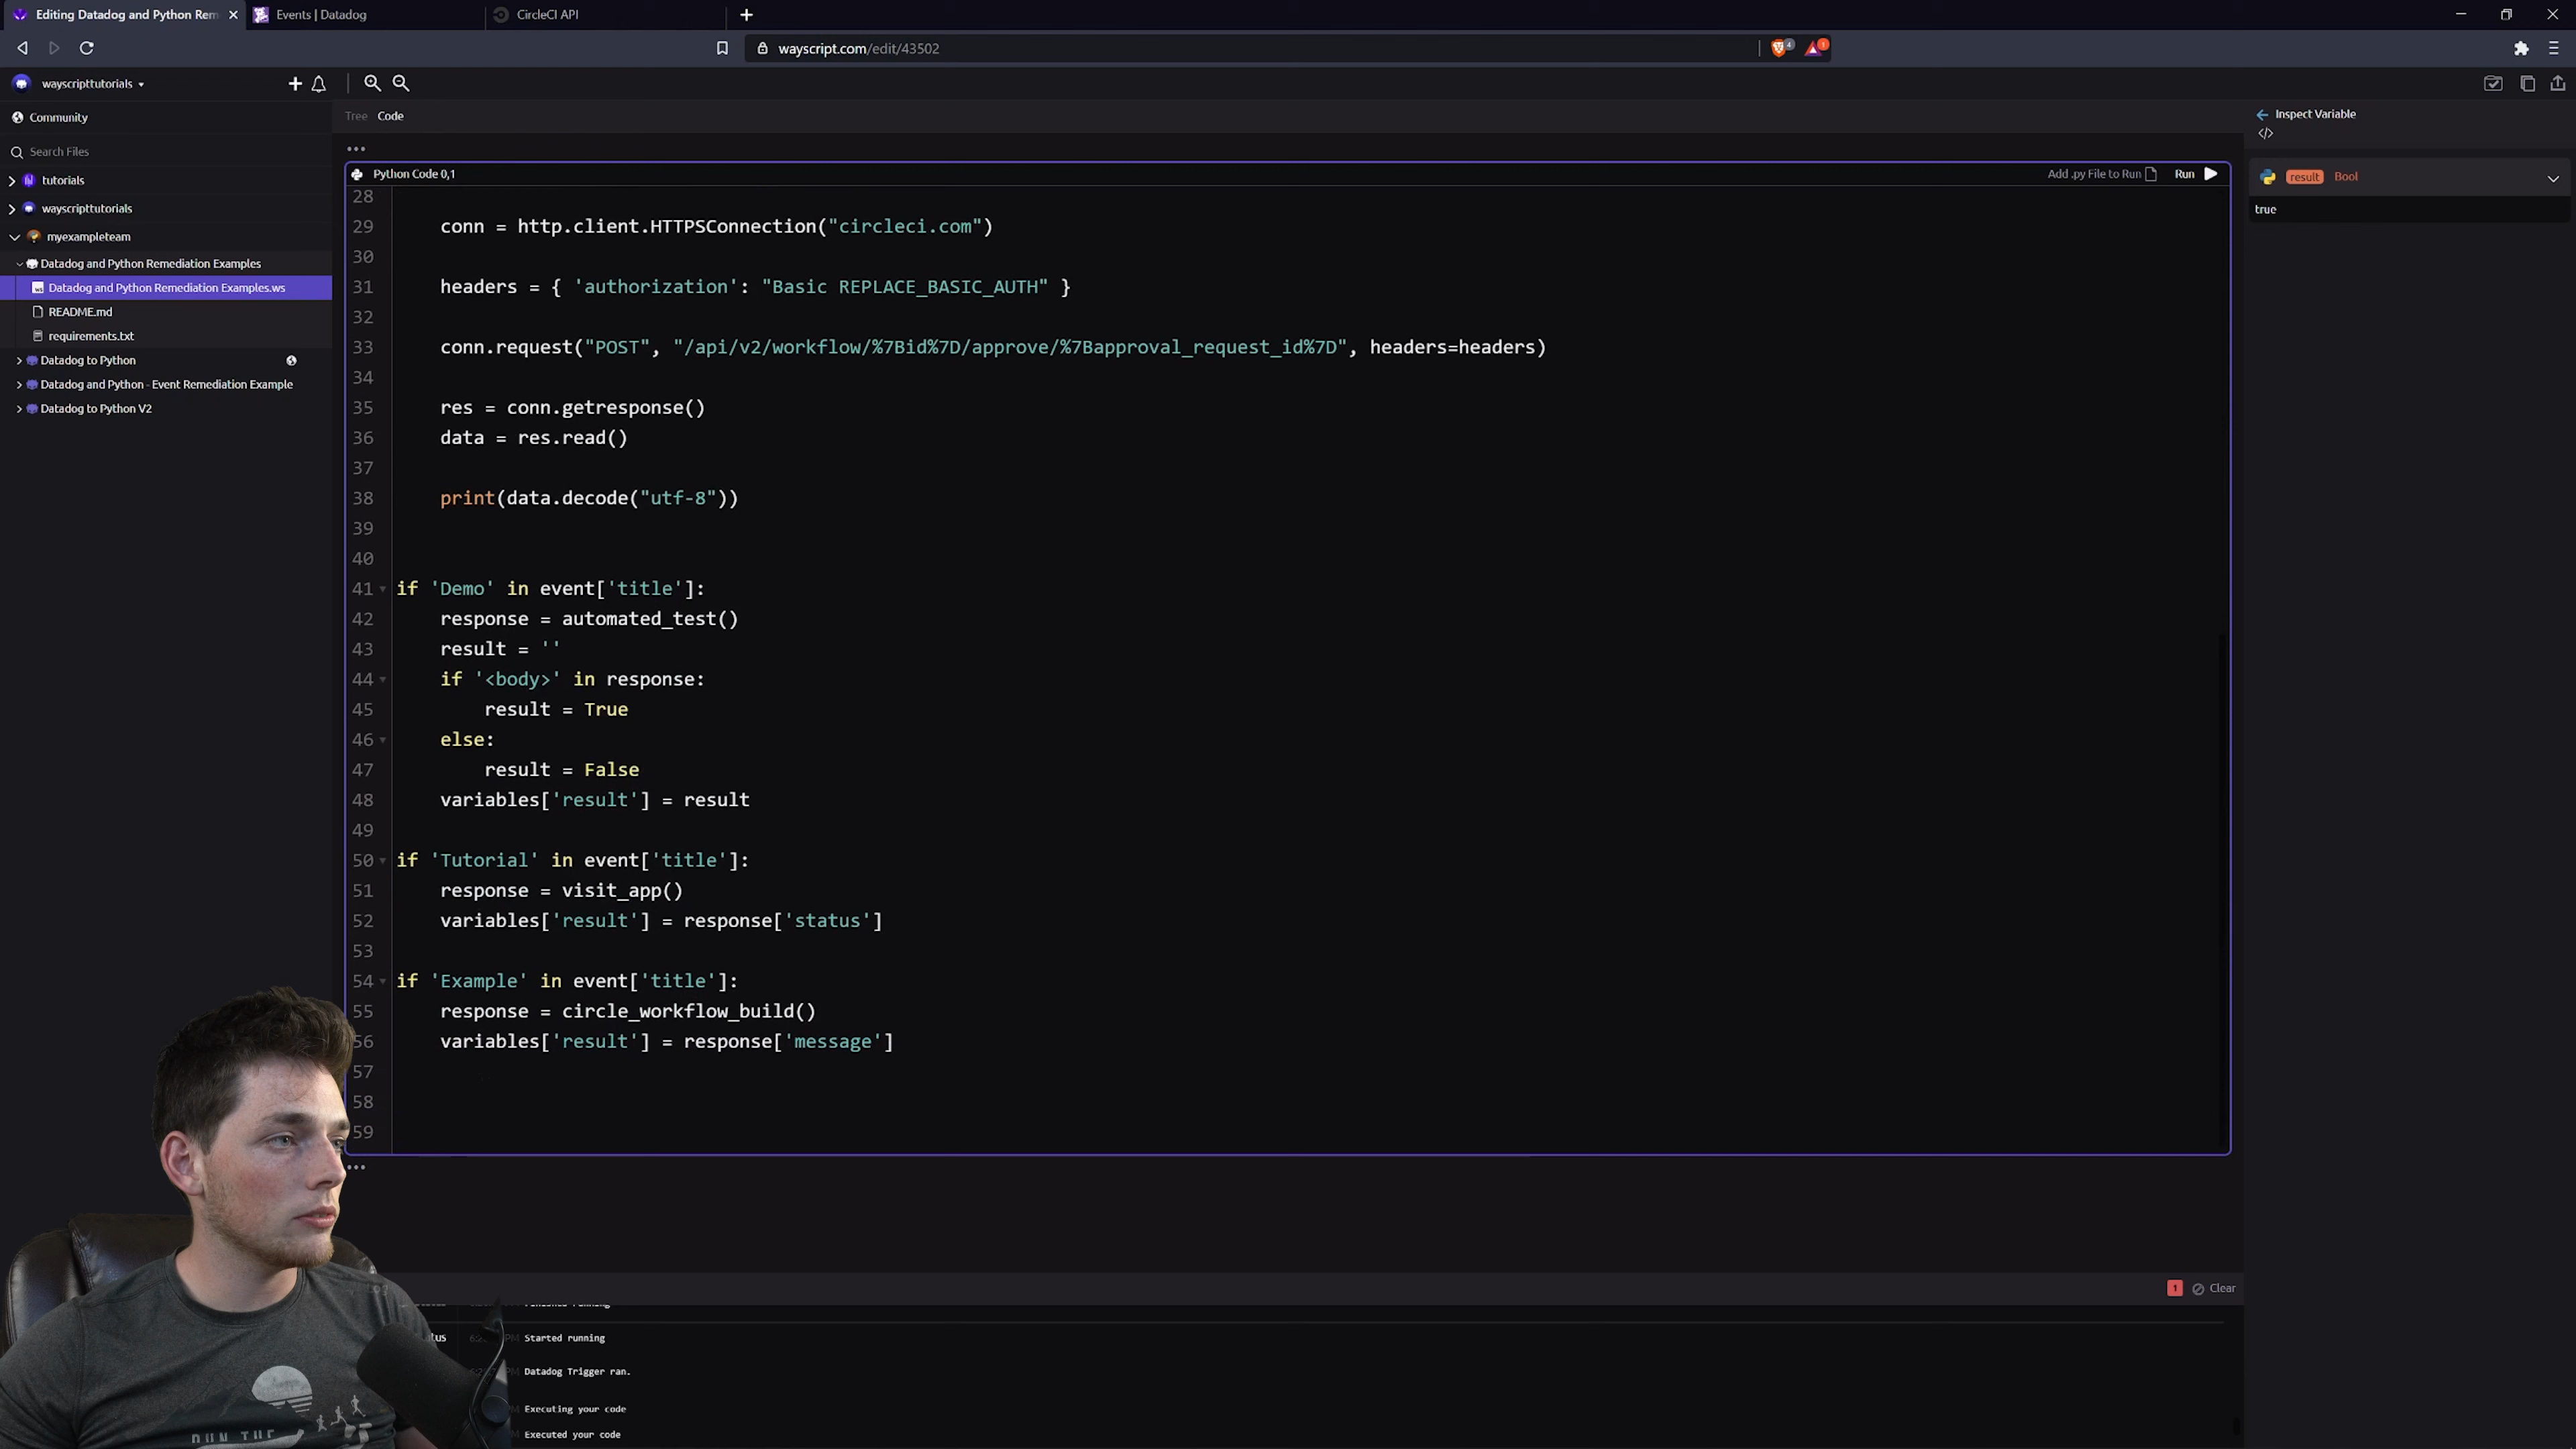 Editing Datadog and Python Rem
Events | Datadog
CircleCI API
wayscript.com/edit/43502
4
1
wayscripttutorials
Community
Search Files
tutorials
wayscripttutorials
myexampleteam
Datadog and Python Remediation Examples
Datadog and Python Remediation Examples.ws
README.md
requirements.txt
Datadog to Python
Datadog and Python - Event Remediation Example
Datadog to Python V2
Tree Code
Python Code 0,1
Add .py File to Run
Run
28
29 conn = http.client.HTTPSConnection("circleci.com")
30
31 headers = { 'authorization': "Basic REPLACE_BASIC_AUTH" }
32
33 conn.request("POST", "/api/v2/workflow/%7Bid%7D/approve/%7Bapproval_request_id%7D", headers=headers)
34
35 res = conn.getresponse()
36 data = res.read()
37
38 print(data.decode("utf-8"))
39
40
41 if 'Demo' in event['title']:
42 response = automated_test()
43 result = ''
44 if '<body>' in response:
45 result = True
46 else:
47 result = False
48 variables['result'] = result
49
50 if 'Tutorial' in event['title']:
51 response = visit_app()
52 variables['result'] = response['status']
53
54 if 'Example' in event['title']:
55 response = circle_workflow_build()
56 variables['result'] = response['message']
57
58
59
Inspect Variable
result Bool
true
1 Clear
Finished running
Started running
Datadog Trigger ran.
Executing your code
Executed your code
RUN THE